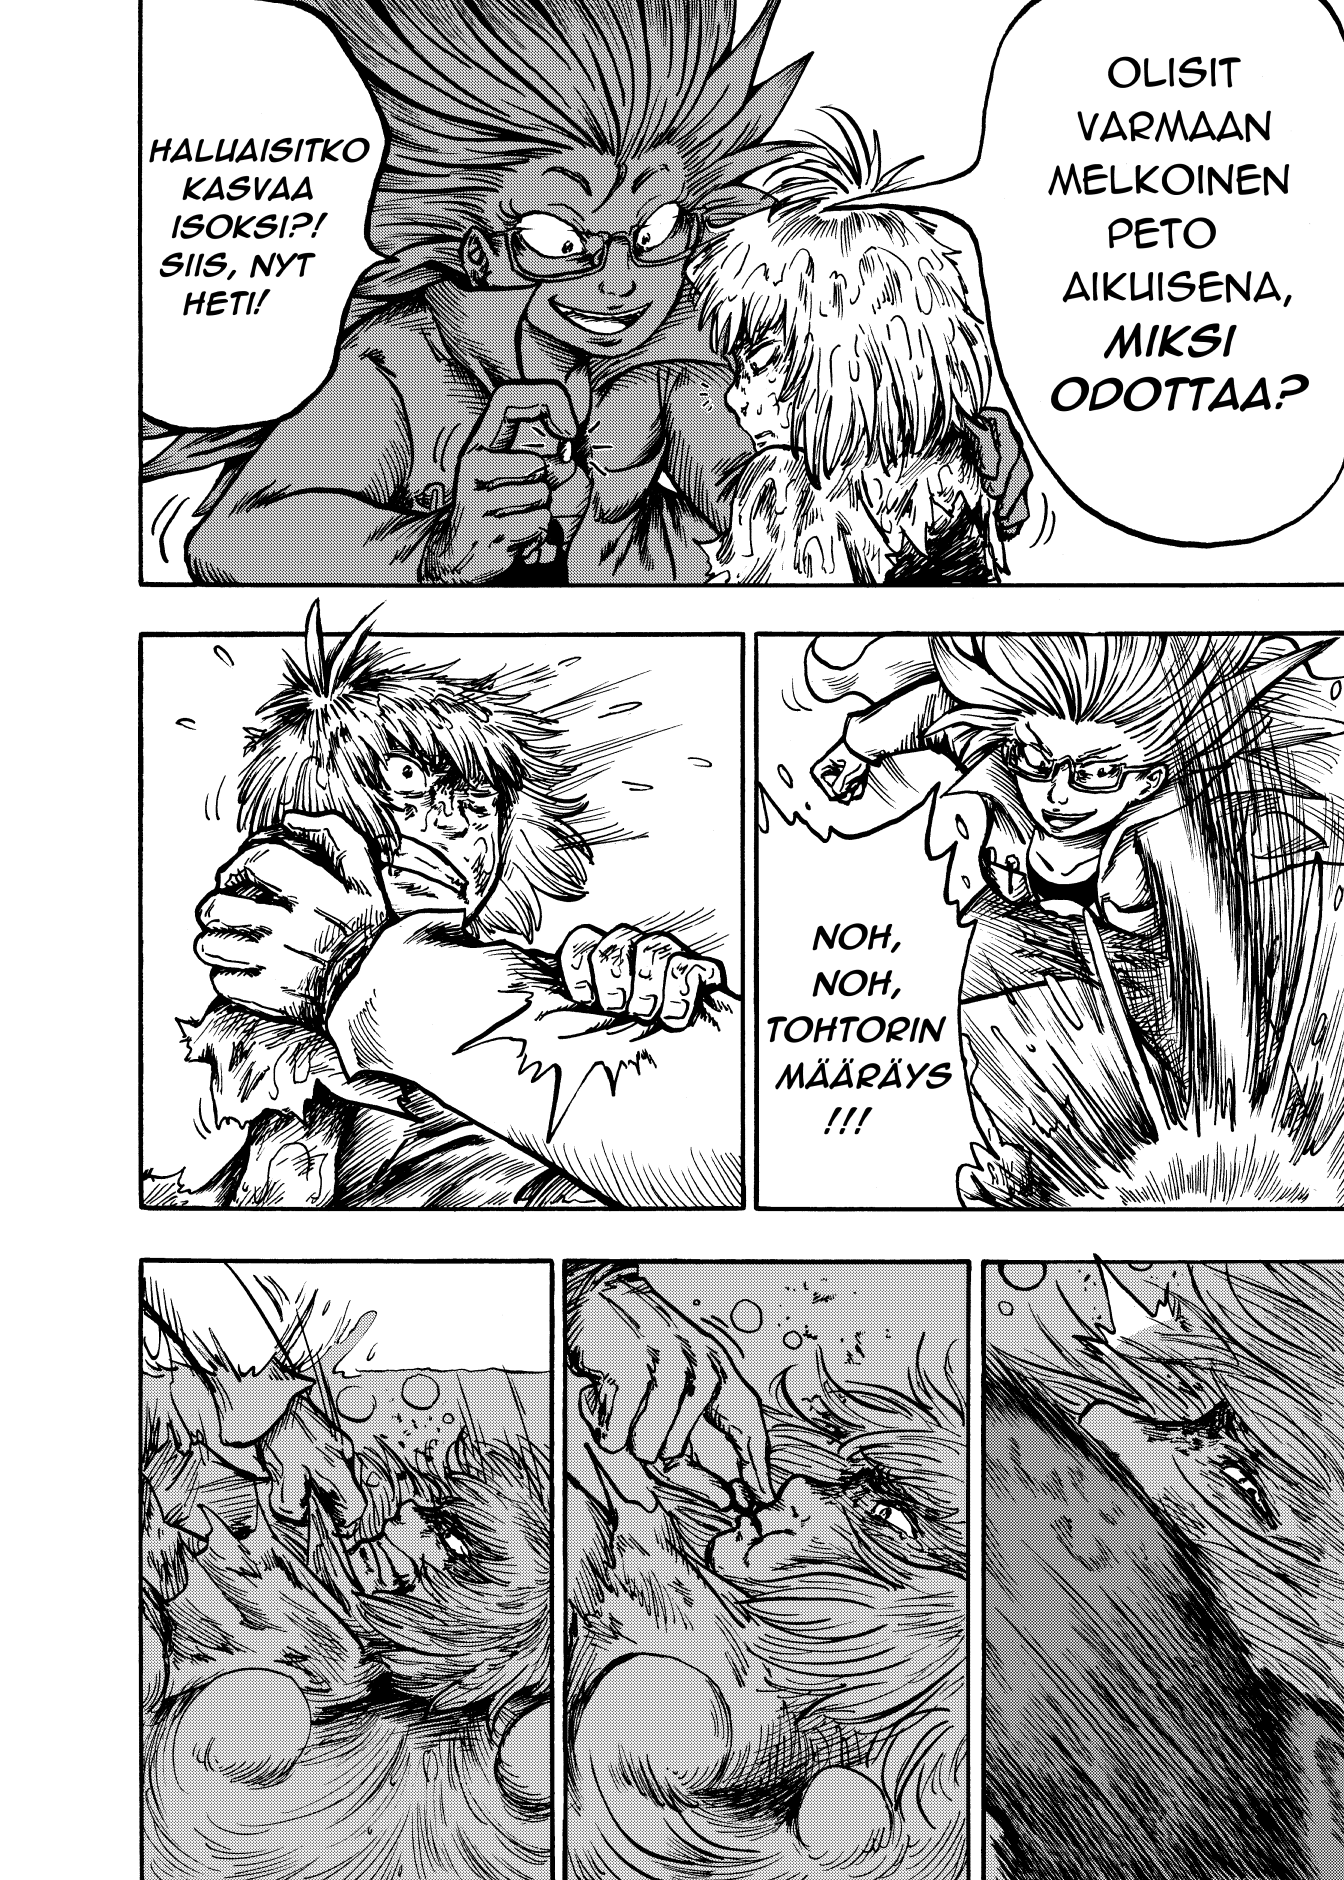 OLISIT
VARMAAN
MELKOINEN
PETO
AIKUISENA,
MIKSI
ODOTTAA?
HALUAISITKO
KASVAA
ISOKSI?!
SIIS, NYT
HETI!
NOH,
NOH,
TOHTORIN
MÄÄRÄYS
!!!